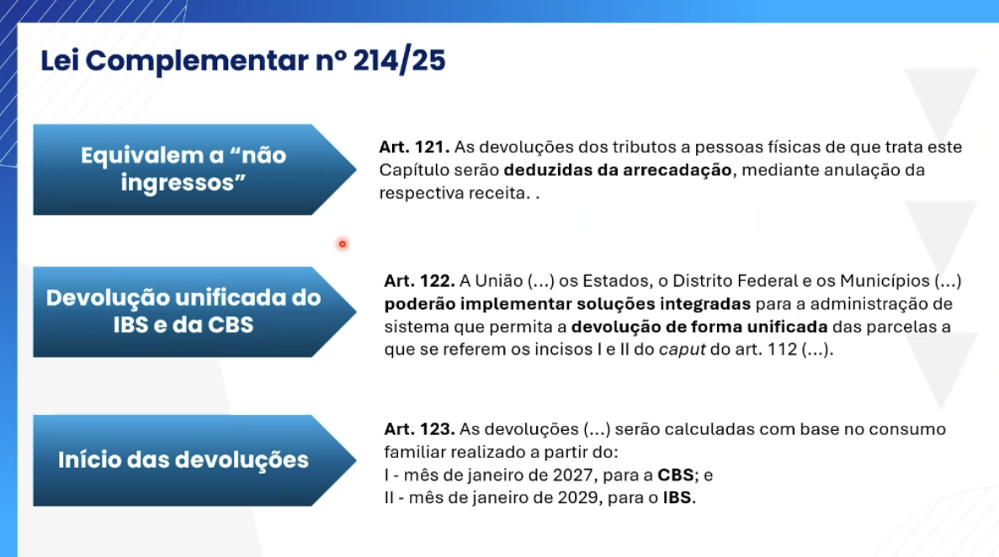 Lei Complementar nº 214/25
Equivalem a “não
ingressos”
Art. 121. As devoluções dos tributos a pessoas físicas de que trata este
Capítulo serão deduzidas da arrecadação, mediante anulação da
respectiva receita. .
Devolução unificada do
IBS e da CBS
Art. 122. A União (...) os Estados, o Distrito Federal e os Municípios (...)
poderão implementar soluções integradas para a administração de
sistema que permita a devolução de forma unificada das parcelas a
que se referem os incisos I e II do caput do art. 112 (...).
Início das devoluções
Art. 123. As devoluções (...) serão calculadas com base no consumo
familiar realizado a partir do:
I - mês de janeiro de 2027, para a CBS; e
II - mês de janeiro de 2029, para o IBS.